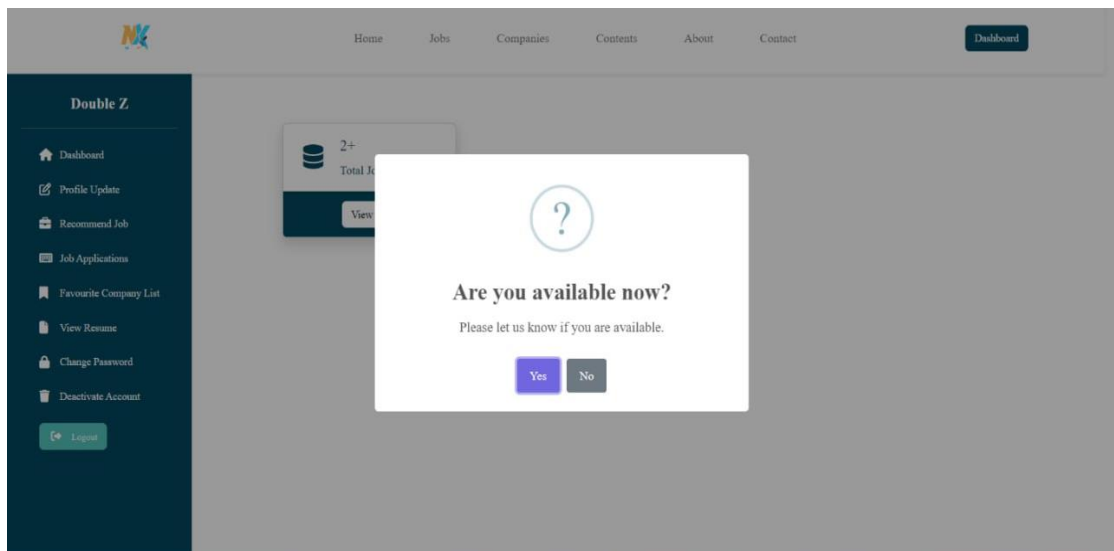 NK
Home Jobs Companies Contents About Contact Dashboard
Double Z
Dashboard
Profile Update
Recommend Job
Job Applications
Favourite Company List
View Resume
Change Password
Deactivate Account
Logout
2+
Total
View
?
Are you available now?
Please let us know if you are available.
Yes No